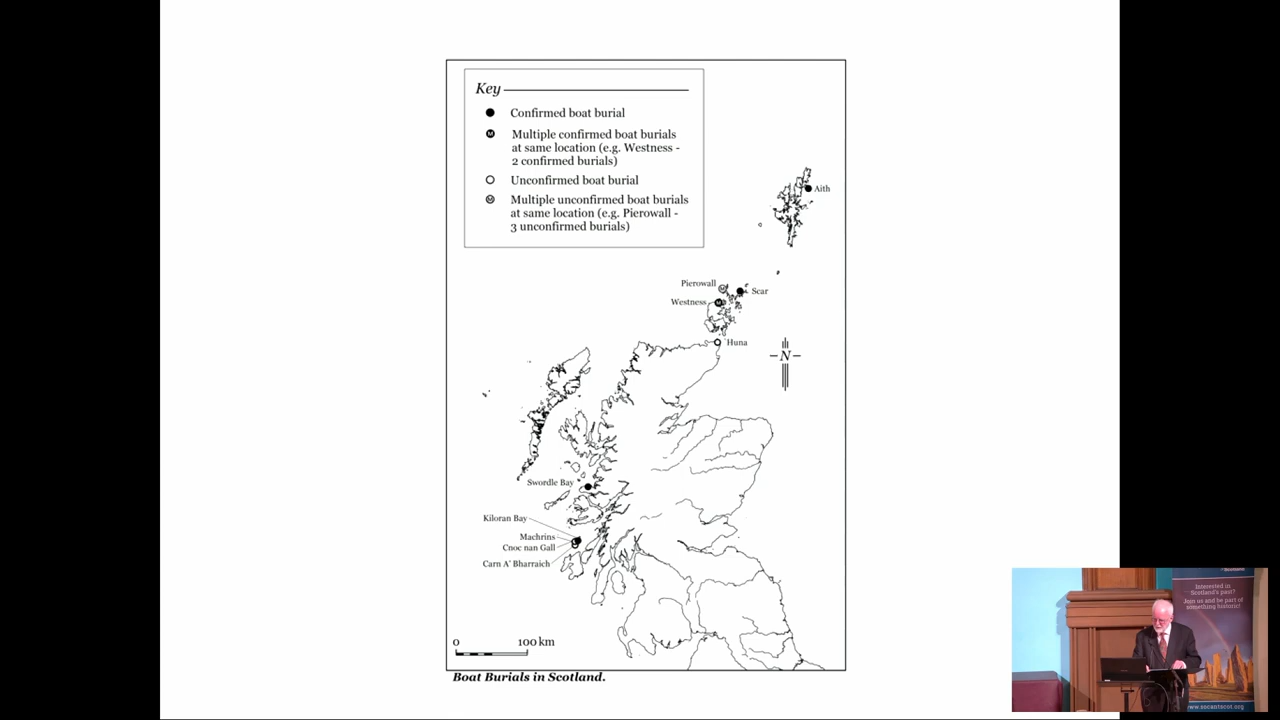 Key
Confirmed boat burial
Multiple confirmed boat burials
at same location (e.g. Westness -
2 confirmed burials)
Unconfirmed boat burial
Multiple unconfirmed boat burials
at same location (e.g. Pierowall -
3 unconfirmed burials)
Aith
Pierowall
Scar
Westness
Huna
N
Swordle Bay
Kiloran Bay
Machrins
Cnoc nan Gall
Carn A' Bharraich
0 100 km
Boat Burials in Scotland.
Interested in
Scotland's past?
Join us and be part of
something historic!
www.socantscot.org